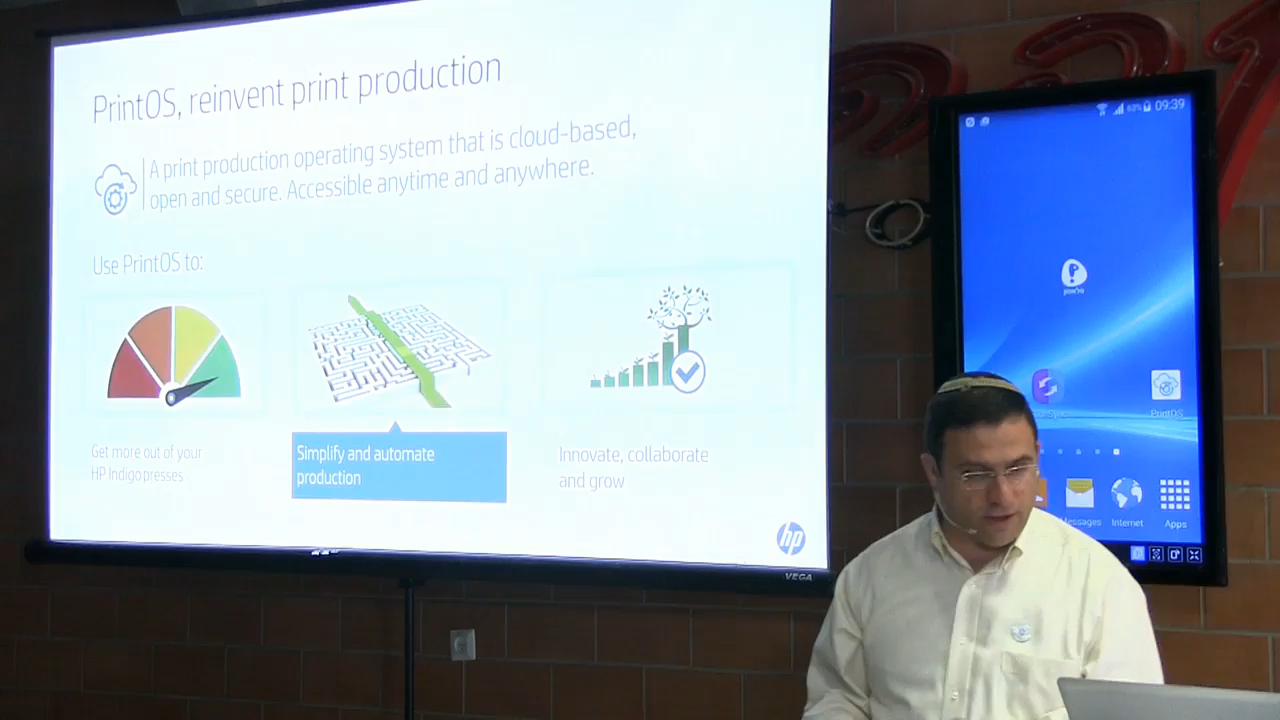 PrintOS, reinvent print production
A print production operating system that is cloud-based,
open and secure. Accessible anytime and anywhere.
Use PrintOS to:
Get more out of your
HP Indigo presses
Simplify and automate
production
Innovate, collaborate
and grow
hp
VEGA
63% 09:39
PrintOS
Messages
Internet
Apps